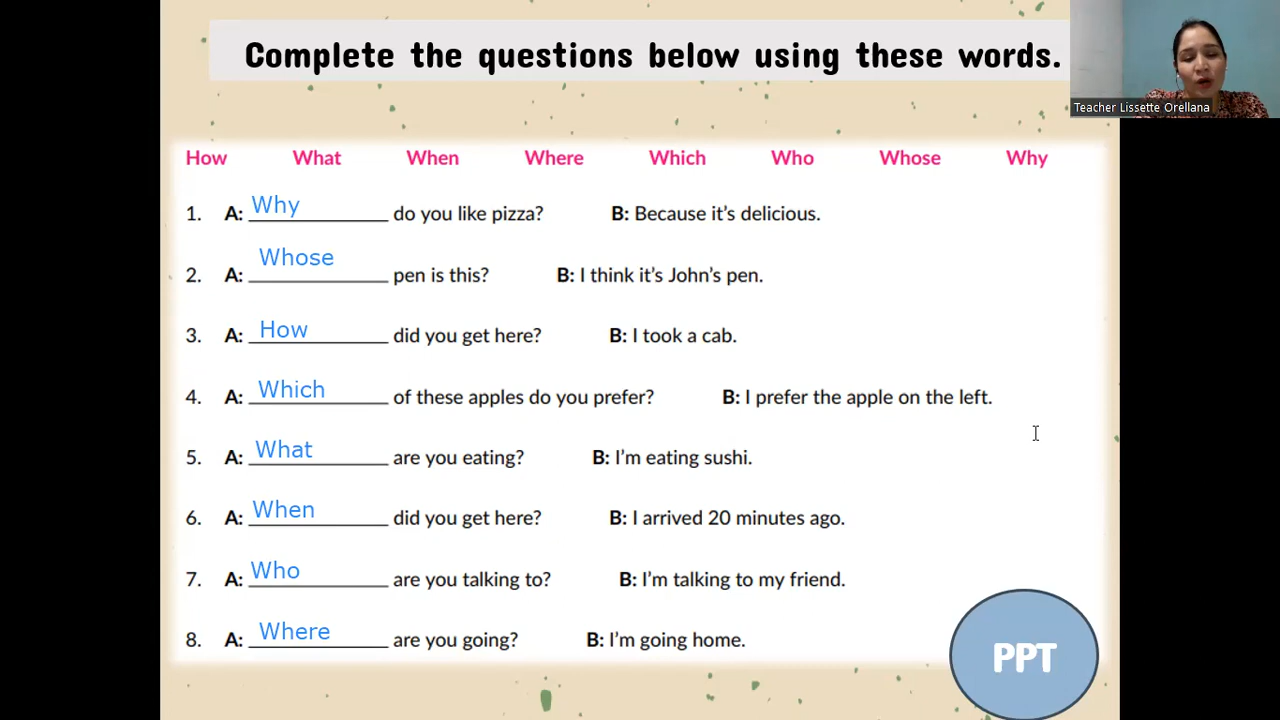 Complete the questions below using these words.
Teacher Lissette Orellana
How What When Where Which Who Whose Why
1. A: Why do you like pizza? B: Because it's delicious.
2. A: Whose pen is this? B: I think it's John's pen.
3. A: How did you get here? B: I took a cab.
4. A: Which of these apples do you prefer? B: I prefer the apple on the left.
5. A: What are you eating? B: I'm eating sushi.
6. A: When did you get here? B: I arrived 20 minutes ago.
7. A: Who are you talking to? B: I'm talking to my friend.
8. A: Where are you going? B: I'm going home.
PPT